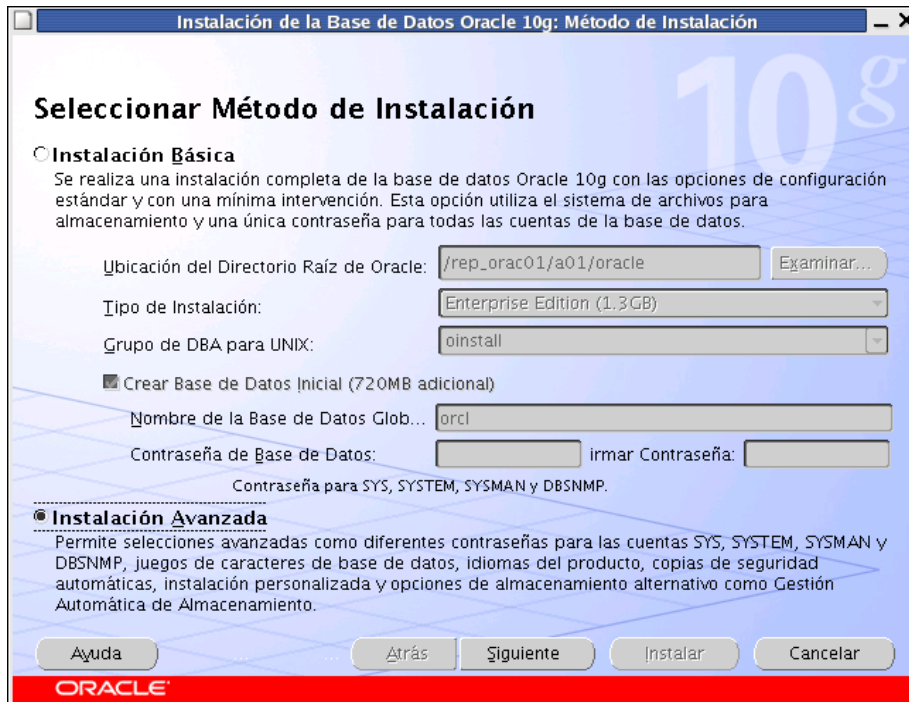 Instalación de la Base de Datos Oracle 10g: Método de Instalación
10g
Seleccionar Método de Instalación
Instalación Básica
Se realiza una instalación completa de la base de datos Oracle 10g con las opciones de configuración
estándar y con una mínima intervención. Esta opción utiliza el sistema de archivos para
almacenamiento y una única contraseña para todas las cuentas de la base de datos.
Ubicación del Directorio Raíz de Oracle: /rep_orac01/a01/oracle Examinar...
Tipo de Instalación: Enterprise Edition (1.3GB)
Grupo de DBA para UNIX: oinstall
Crear Base de Datos Inicial (720MB adicional)
Nombre de la Base de Datos Glob... orcl
Contraseña de Base de Datos: irmar Contraseña:
Contraseña para SYS, SYSTEM, SYSMAN y DBSNMP.
Instalación Avanzada
Permite selecciones avanzadas como diferentes contraseñas para las cuentas SYS, SYSTEM, SYSMAN y
DBSNMP, juegos de caracteres de base de datos, idiomas del producto, copias de seguridad
automáticas, instalación personalizada y opciones de almacenamiento alternativo como Gestión
Automática de Almacenamiento.
Ayuda Atrás Siguiente Instalar Cancelar
ORACLE